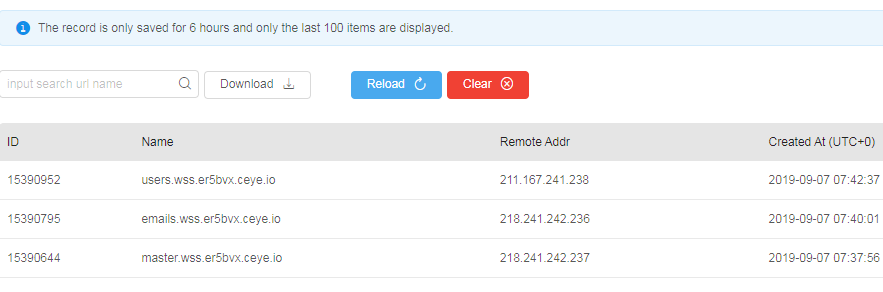 The record is only saved for 6 hours and only the last 100 items are displayed.
input search url name Download Reload Clear
ID Name Remote Addr Created At (UTC+0)
15390952 users.wss.er5bvx.ceye.io 211.167.241.238 2019-09-07 07:42:37
15390795 emails.wss.er5bvx.ceye.io 218.241.242.236 2019-09-07 07:40:01
15390644 master.wss.er5bvx.ceye.io 218.241.242.237 2019-09-07 07:37:56